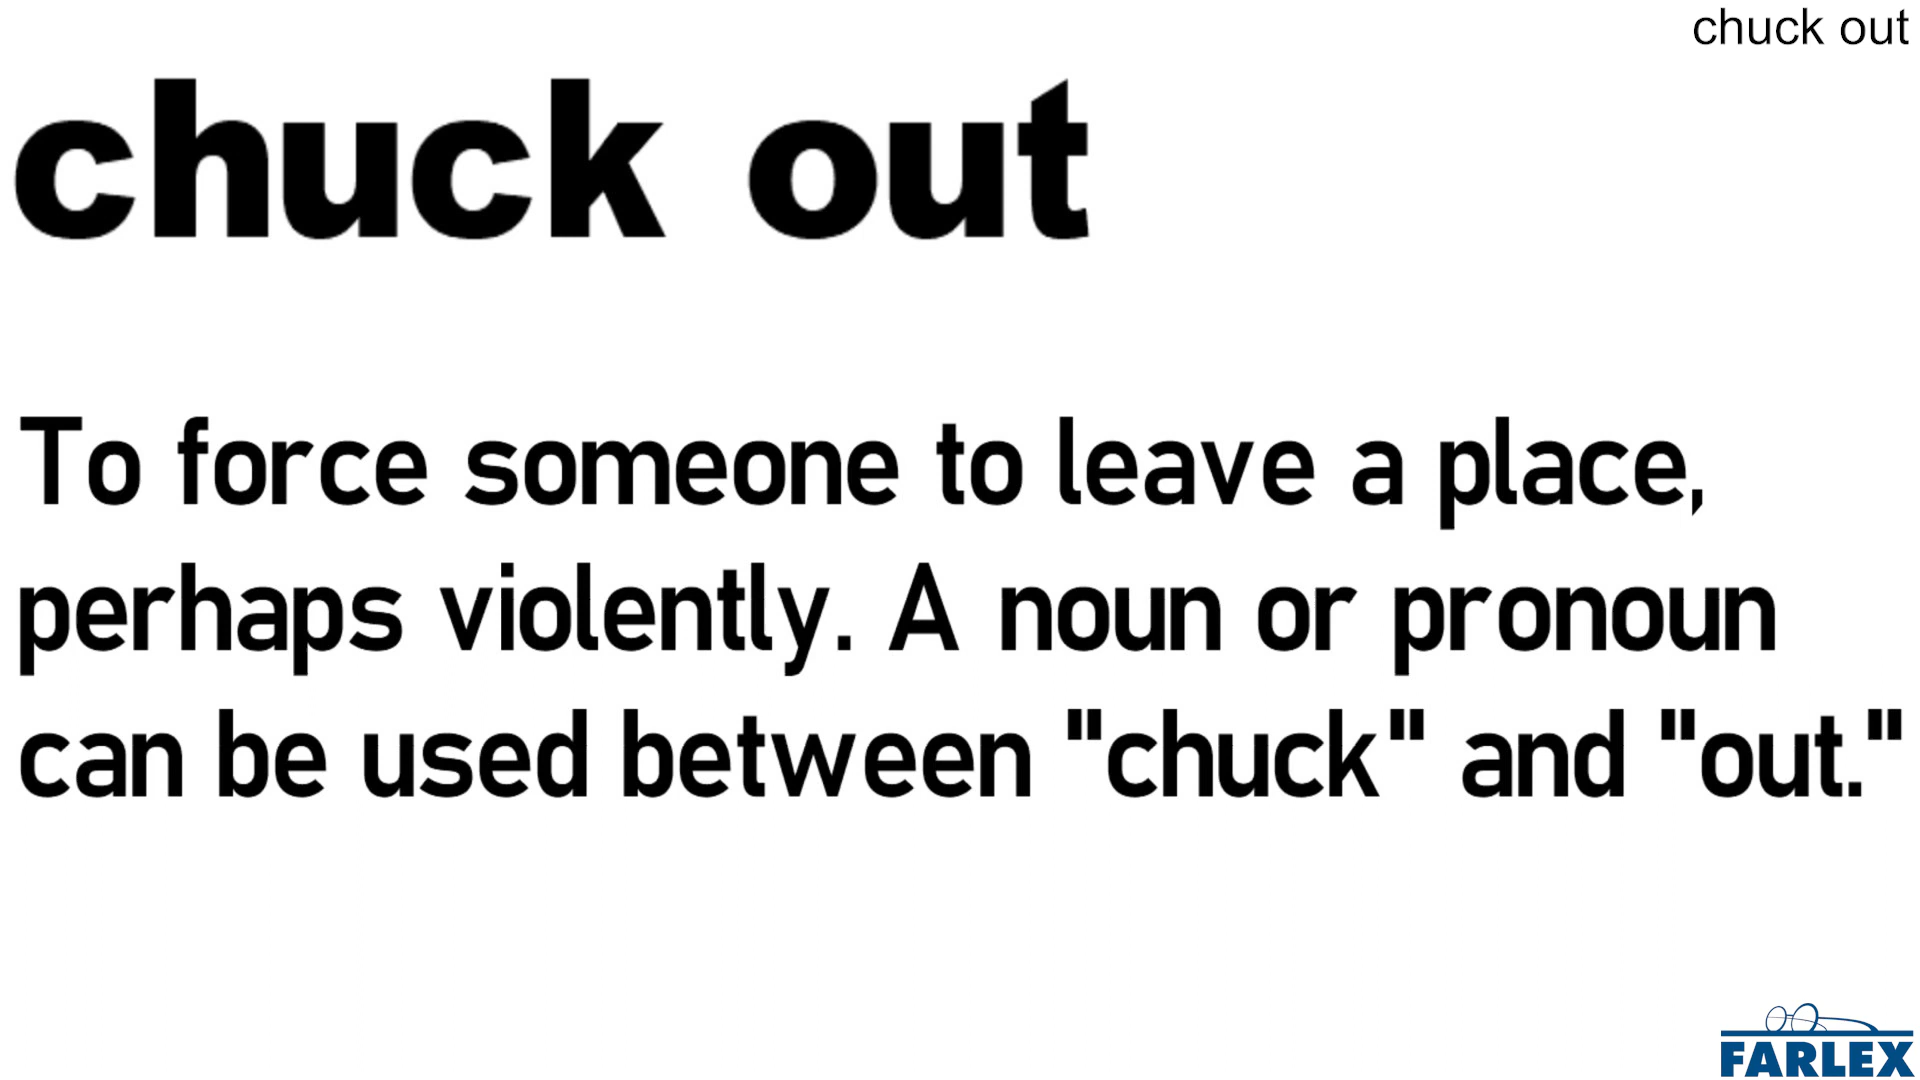 chuck out
chuck out
To force someone to leave a place,
perhaps violently. A noun or pronoun
can be used between "chuck" and "out."
FARLEX